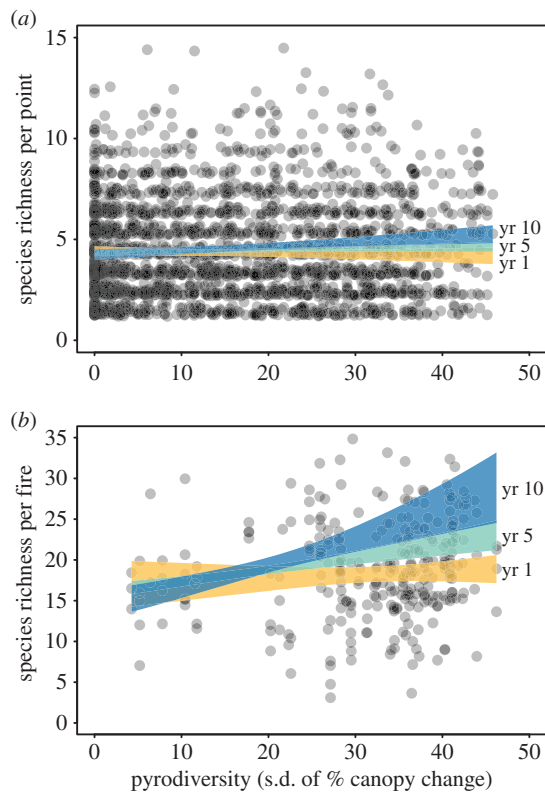 (a)
15
10
5
0
species richness per point
yr 10
yr 5
yr 1
0 10 20 30 40 50
(b)
35
30
25
20
15
10
5
0
species richness per fire
yr 10
yr 5
yr 1
0 10 20 30 40 50
pyrodiversity (s.d. of % canopy change)